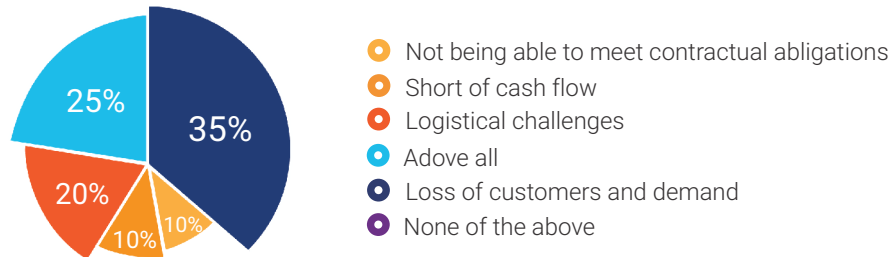 25%
35%
20%
10%
10%
Not being able to meet contractual abligations
Short of cash flow
Logistical challenges
Adove all
Loss of customers and demand
None of the above